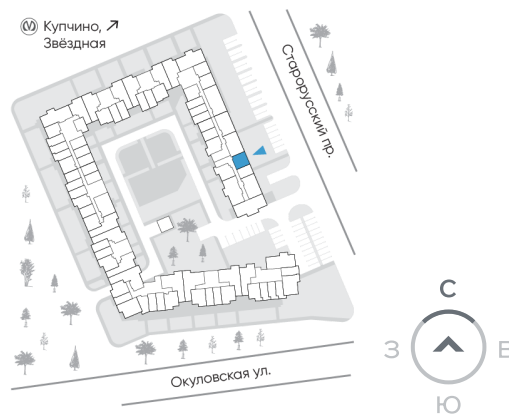 Купчино, ↗
Звёздная
Старорусский пр.
Окуловская ул.
С
З
В
Ю